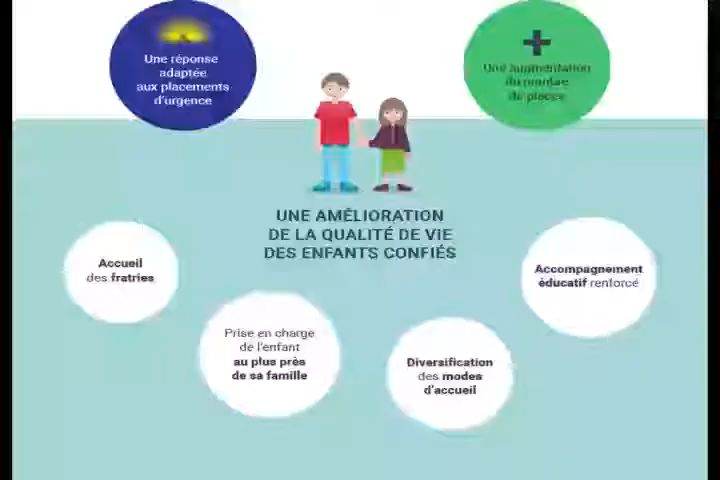 Une réponse
adaptée
aux placements
d'urgence
Une augmentation
du nombre
de places
UNE AMÉLIORATION
DE LA QUALITÉ DE VIE
DES ENFANTS CONFIÉS
Accueil
des fratries
Prise en charge
de l'enfant
au plus près
de sa famille
Diversification
des modes
d'accueil
Accompagnement
éducatif renforcé